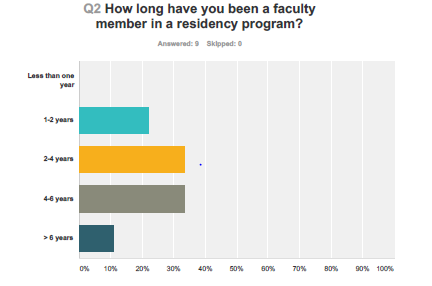 Q2 How long have you been a faculty
member in a residency program?
Answered: 9 Skipped: 0
Less than one
year
1-2 years
2-4 years
4-6 years
> 6 years
0% 10% 20% 30% 40% 50% 60% 70% 80% 90% 100%